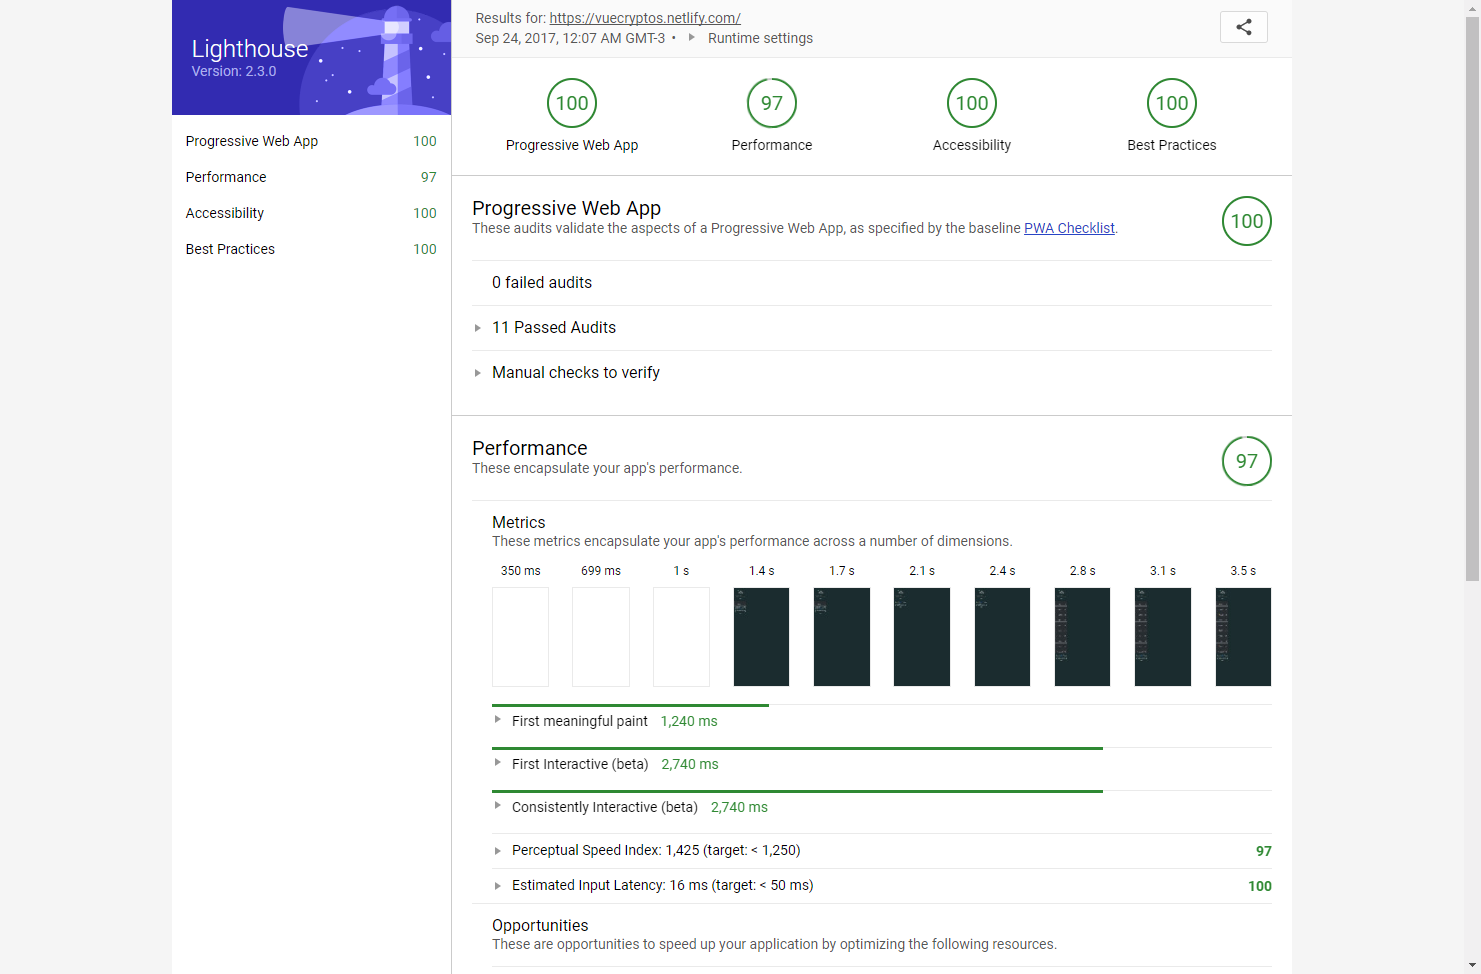 Lighthouse
Version: 2.3.0
Progressive Web App 100
Performance 97
Accessibility 100
Best Practices 100
Results for: https://vuecryptos.netlify.com/
Sep 24, 2017, 12:07 AM GMT-3 • Runtime settings
100 97 100 100
Progressive Web App Performance Accessibility Best Practices
Progressive Web App
These audits validate the aspects of a Progressive Web App, as specified by the baseline PWA Checklist.
100
0 failed audits
11 Passed Audits
Manual checks to verify
Performance
These encapsulate your app's performance.
97
Metrics
These metrics encapsulate your app's performance across a number of dimensions.
350 ms 699 ms 1 s 1.4 s 1.7 s 2.1 s 2.4 s 2.8 s 3.1 s 3.5 s
First meaningful paint 1,240 ms
First Interactive (beta) 2,740 ms
Consistently Interactive (beta) 2,740 ms
Perceptual Speed Index: 1,425 (target: < 1,250) 97
Estimated Input Latency: 16 ms (target: < 50 ms) 100
Opportunities
These are opportunities to speed up your application by optimizing the following resources.